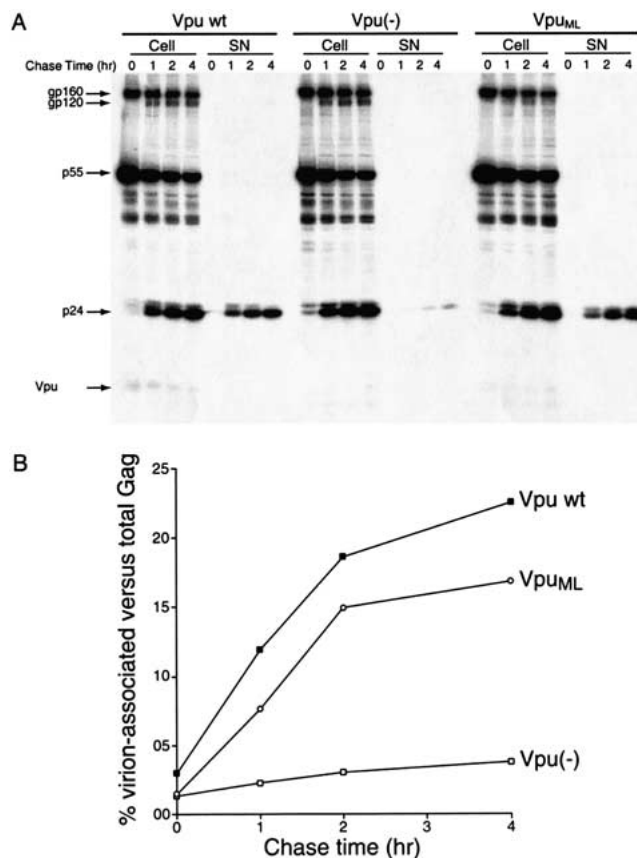 A
Vpu wt Vpu(-) VpuML
Cell SN Cell SN Cell SN
Chase Time (hr) 0 1 2 4 0 1 2 4 0 1 2 4 0 1 2 4 0 1 2 4 0 1 2 4
gp160
gp120
p55
p24
Vpu
B
% virion-associated versus total Gag
25
20
15
10
05
00
0 1 2 3 4
Chase time (hr)
Vpu wt
VpuML
Vpu(-)